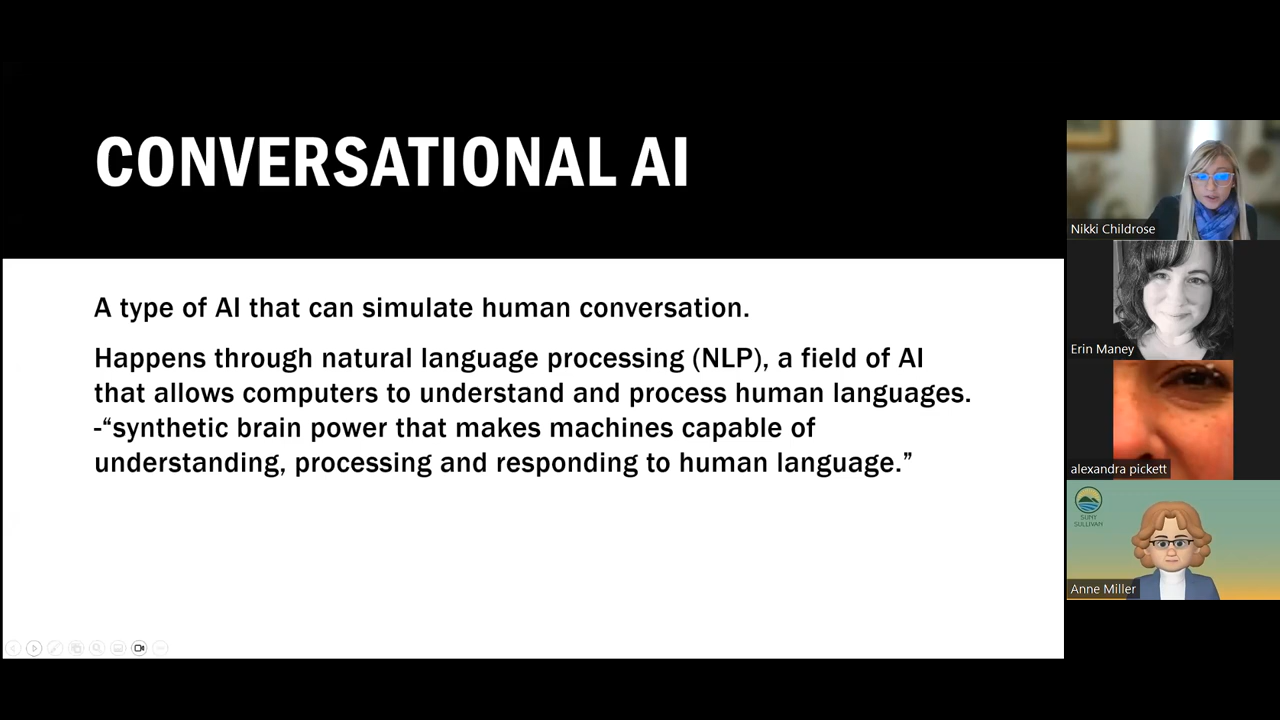 CONVERSATIONAL AI
A type of AI that can simulate human conversation.
Happens through natural language processing (NLP), a field of AI
that allows computers to understand and process human languages.
-“synthetic brain power that makes machines capable of
understanding, processing and responding to human language.”
Nikki Childrose
Erin Maney
alexandra pickett
SUNY
SULLIVAN
Anne Miller